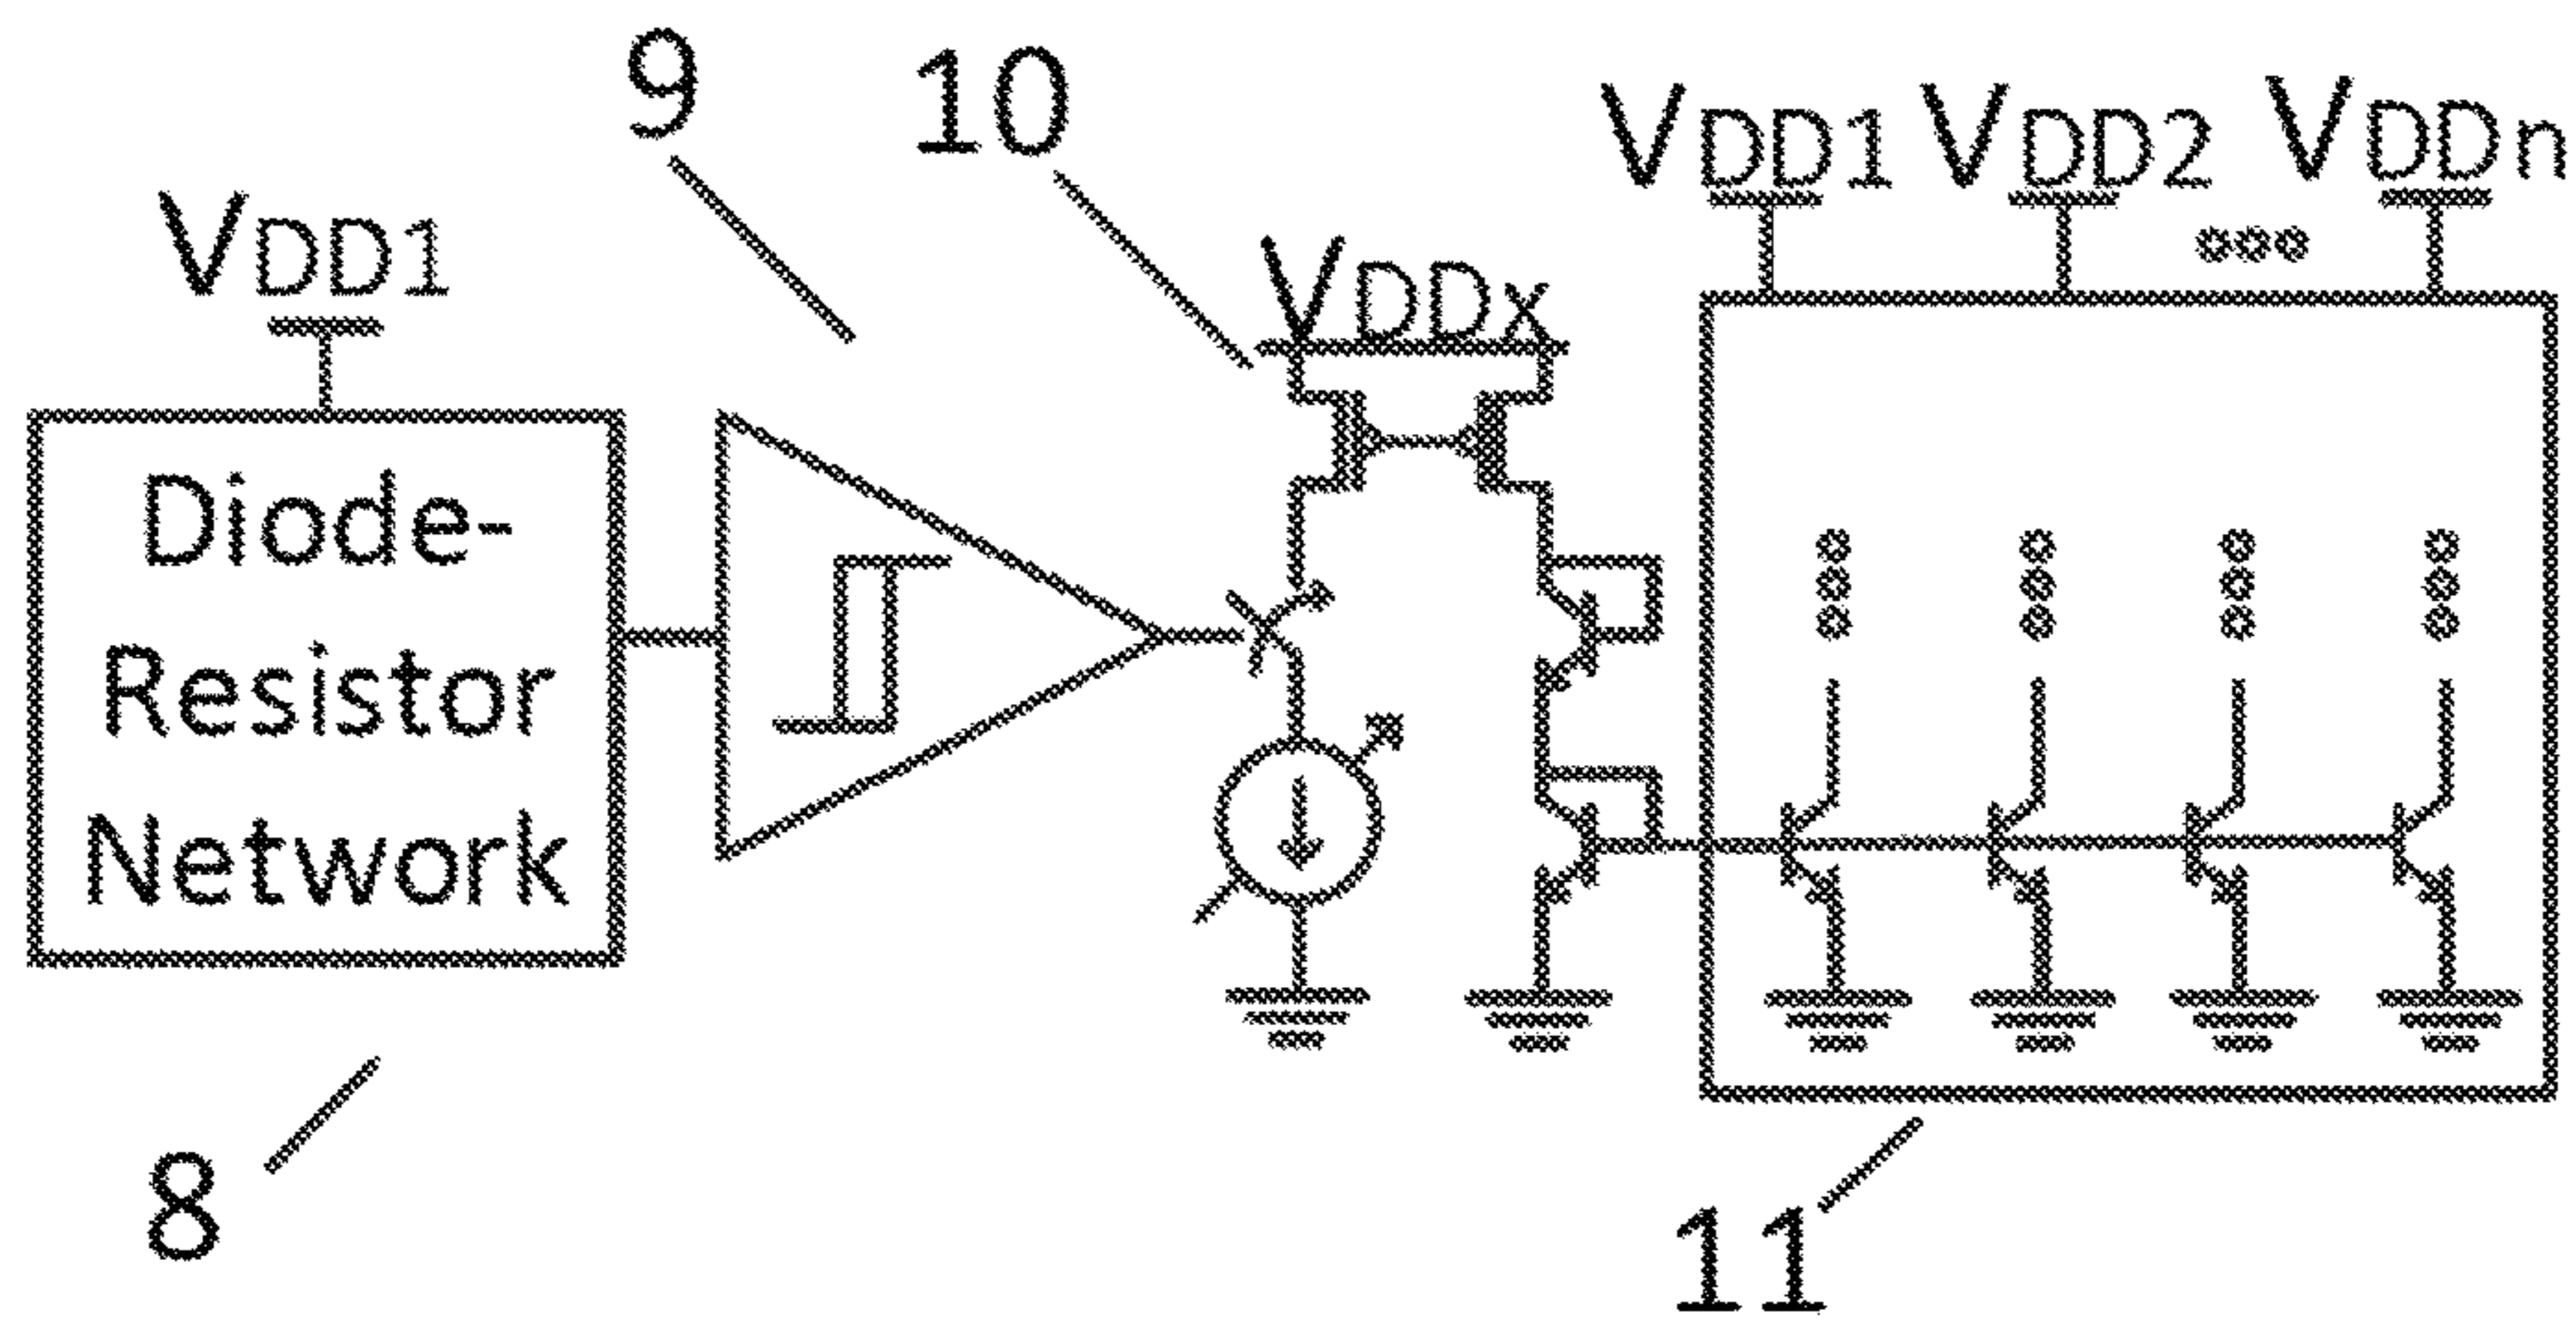 9
10
VDD1
VDD2
VDDn
VDD1
VDDx
Diode-
Resistor
Network
8
11